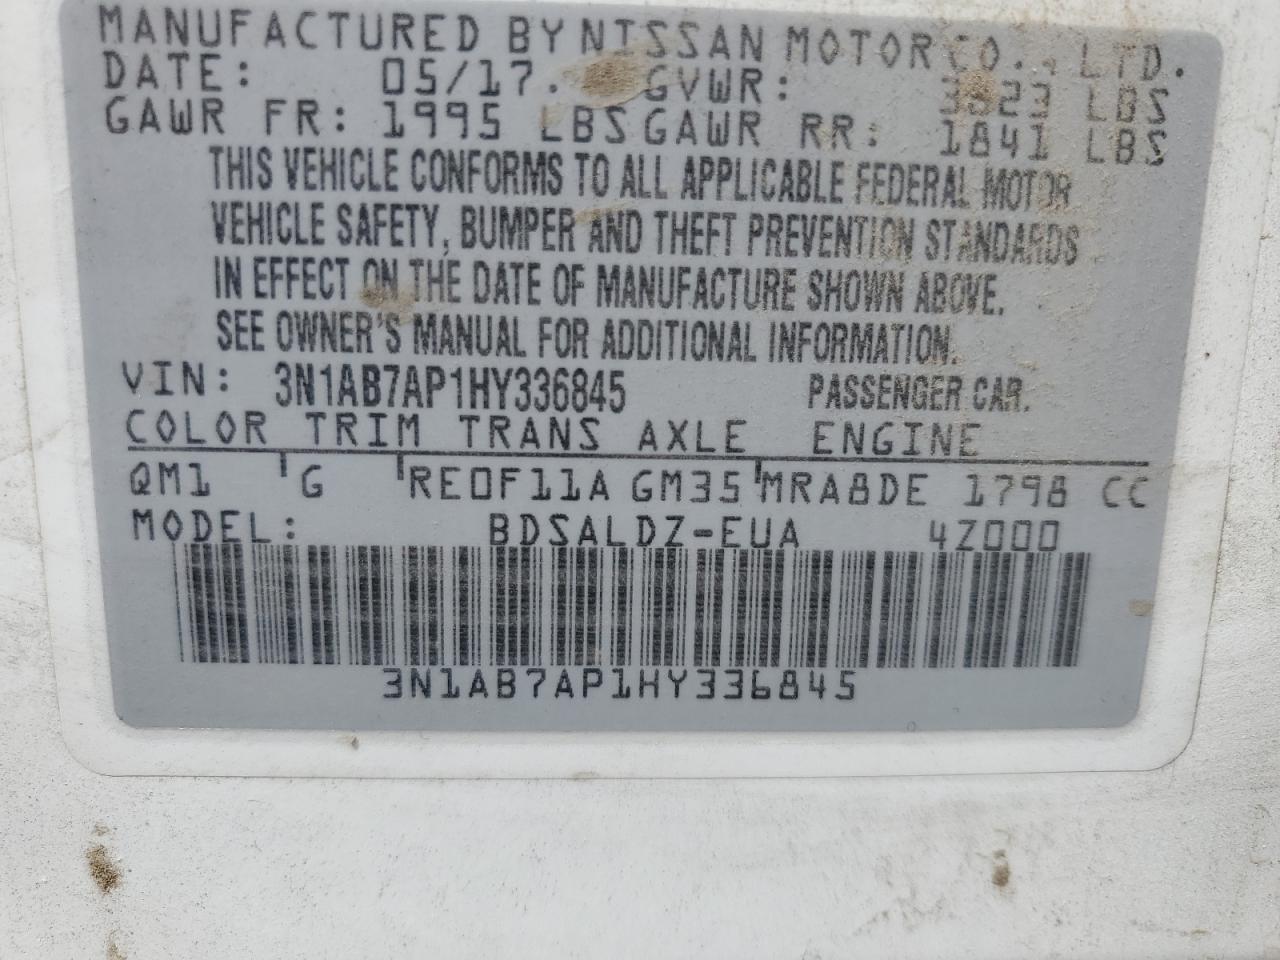 MANUFACTURED BY NISSAN MOTOR CO., LTD.
DATE: 05/17. GVWR: 3823 LBS
GAWR FR: 1995 LBS GAWR RR: 1841 LBS
THIS VEHICLE CONFORMS TO ALL APPLICABLE FEDERAL MOTOR
VEHICLE SAFETY, BUMPER AND THEFT PREVENTION STANDARDS
IN EFFECT ON THE DATE OF MANUFACTURE SHOWN ABOVE.
SEE OWNER'S MANUAL FOR ADDITIONAL INFORMATION.
VIN: 3N1AB7AP1HY336845 PASSENGER CAR.
COLOR TRIM TRANS AXLE ENGINE
QM1 G RE0F11A GM35 MRA8DE 1798 CC
MODEL: BDSALDZ-EUA 4Z000
3N1AB7AP1HY336845